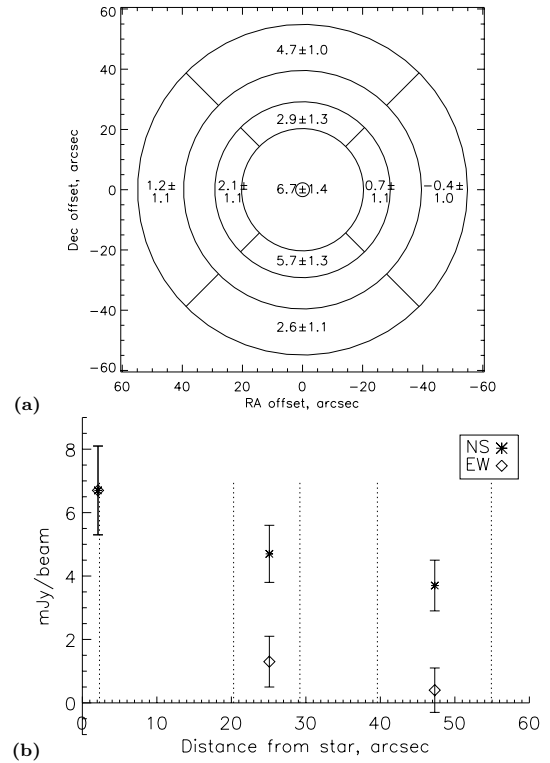 60
40
20
0
−20
−40
−60
Dec offset, arcsec
4.7±1.0
2.9±1.3
1.2±
1.1
2.1±
1.1
6.7±1.4
0.7±
1.1
−0.4±
1.0
5.7±1.3
2.6±1.1
60 40 20 0 −20 −40 −60
RA offset, arcsec
(a)
8
6
4
2
0
mJy/beam
NS
EW
0 10 20 30 40 50 60
Distance from star, arcsec
(b)